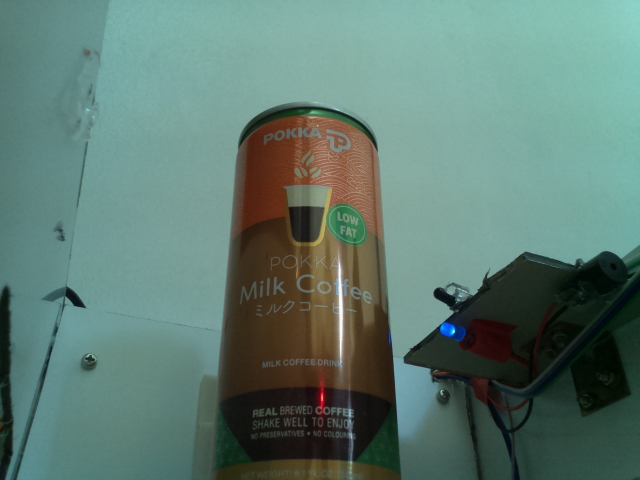 POKKA
LOW
FAT
POKKA
Milk Coffee
ミルクコーヒー
MILK COFFEE DRINK
REAL BREWED COFFEE
SHAKE WELL TO ENJOY
NO PRESERVATIVES • NO COLOURING